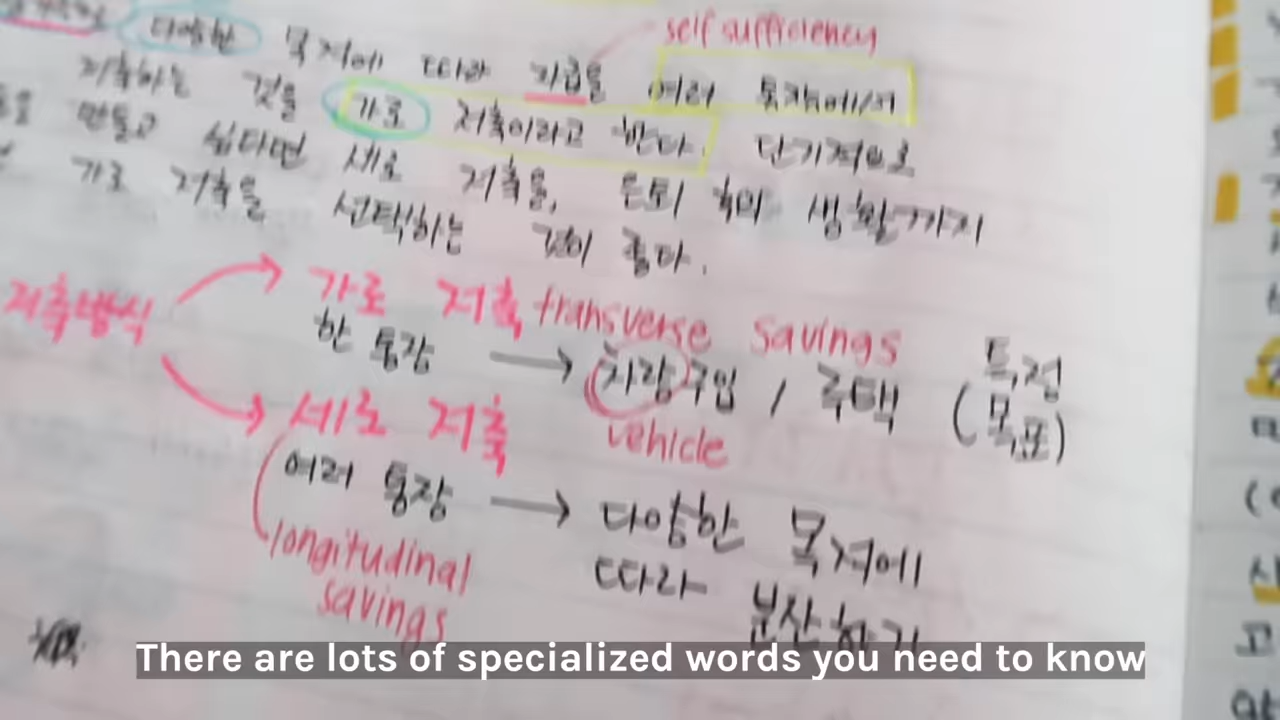 self sufficiency
다양한 목적에 따라 자금을 여러 통장에서
저축하는 것을 가로 저축이라고 한다. 단기적으로
만들고 싶다면 세로 저축을, 은퇴 후의 생활까지
가로 저축을 선택하는 것이 좋다.
저축방식
가로 저축 transverse savings
한 통장 → 차량구입 / 주택 (특정 목표)
vehicle
세로 저축
여러 통장 → 다양한 목적에
따라 분산하기
longitudinal
savings
There are lots of specialized words you need to know